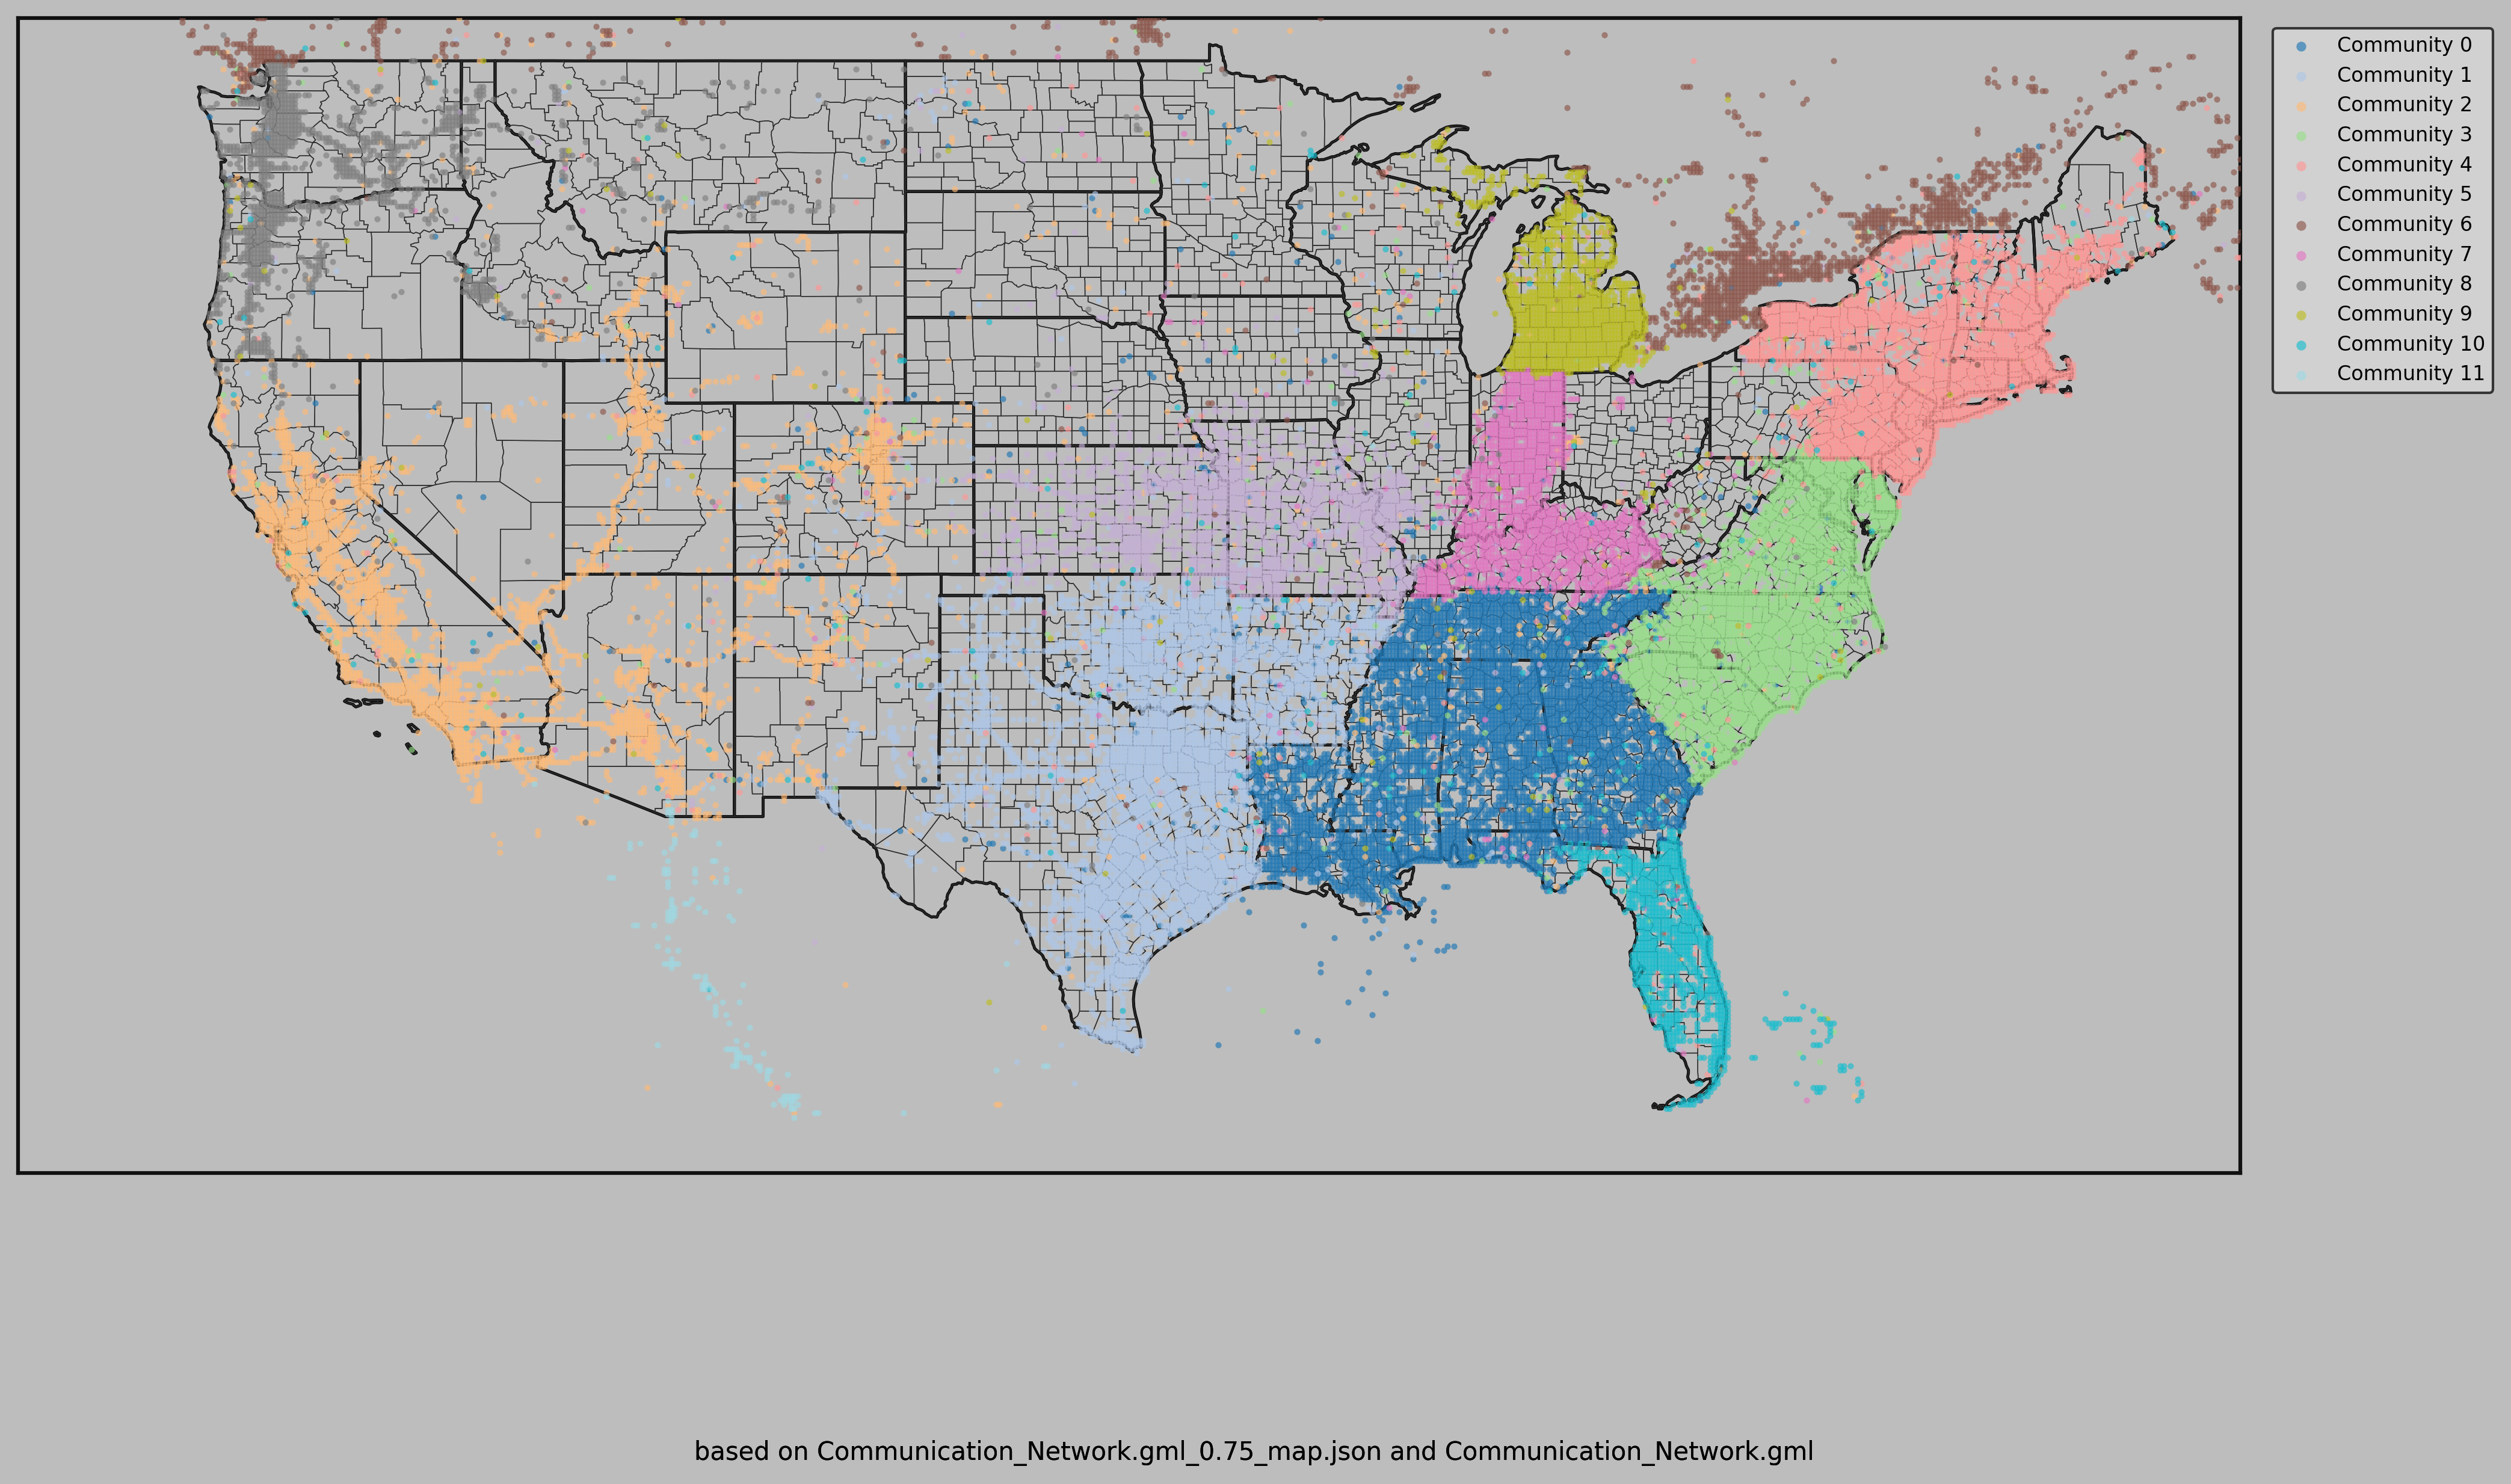 Community 0
Community 1
Community 2
Community 3
Community 4
Community 5
Community 6
Community 7
Community 8
Community 9
Community 10
Community 11
based on Communication_Network.gml_0.75_map.json and Communication_Network.gml